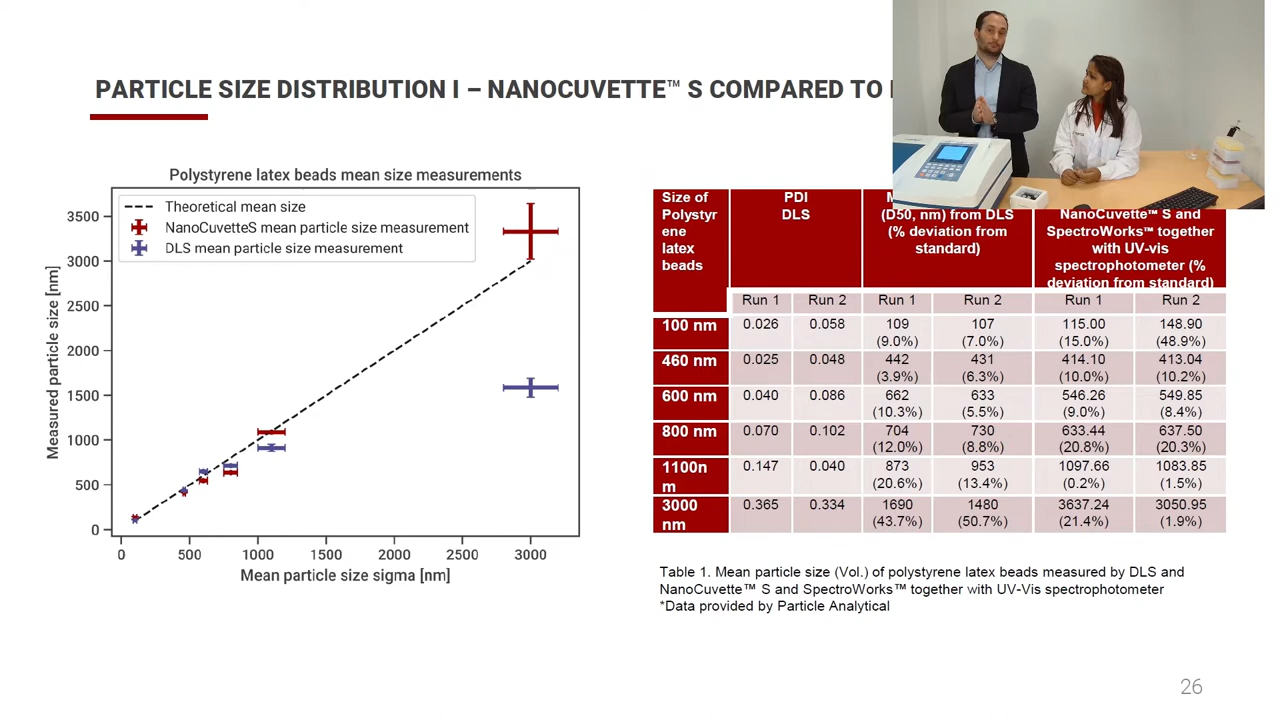 PARTICLE SIZE DISTRIBUTION I – NANOCUVETTE™ S COMPARED TO
Polystyrene latex beads mean size measurements
Theoretical mean size
NanoCuvetteS mean particle size measurement
DLS mean particle size measurement
Measured particle size [nm]
3500
3000
2500
2000
1500
1000
500
0
0 500 1000 1500 2000 2500 3000
Mean particle size sigma [nm]
Size of
Polystyr
ene
latex
beads
PDI
DLS
(D50, nm) from DLS
(% deviation from
standard)
NanoCuvette™ S and
SpectroWorks™ together
with UV-vis
spectrophotometer (%
deviation from standard)
Run 1 Run 2 Run 1 Run 2 Run 1 Run 2
100 nm 0.026 0.058 109 107 115.00 148.90
(9.0%) (7.0%) (15.0%) (48.9%)
460 nm 0.025 0.048 442 431 414.10 413.04
(3.9%) (6.3%) (10.0%) (10.2%)
600 nm 0.040 0.086 662 633 546.26 549.85
(10.3%) (5.5%) (9.0%) (8.4%)
800 nm 0.070 0.102 704 730 633.44 637.50
(12.0%) (8.8%) (20.8%) (20.3%)
1100n 0.147 0.040 873 953 1097.66 1083.85
m (20.6%) (13.4%) (0.2%) (1.5%)
3000 0.365 0.334 1690 1480 3637.24 3050.95
nm (43.7%) (50.7%) (21.4%) (1.9%)
Table 1. Mean particle size (Vol.) of polystyrene latex beads measured by DLS and
NanoCuvette™ S and SpectroWorks™ together with UV-Vis spectrophotometer
*Data provided by Particle Analytical
26